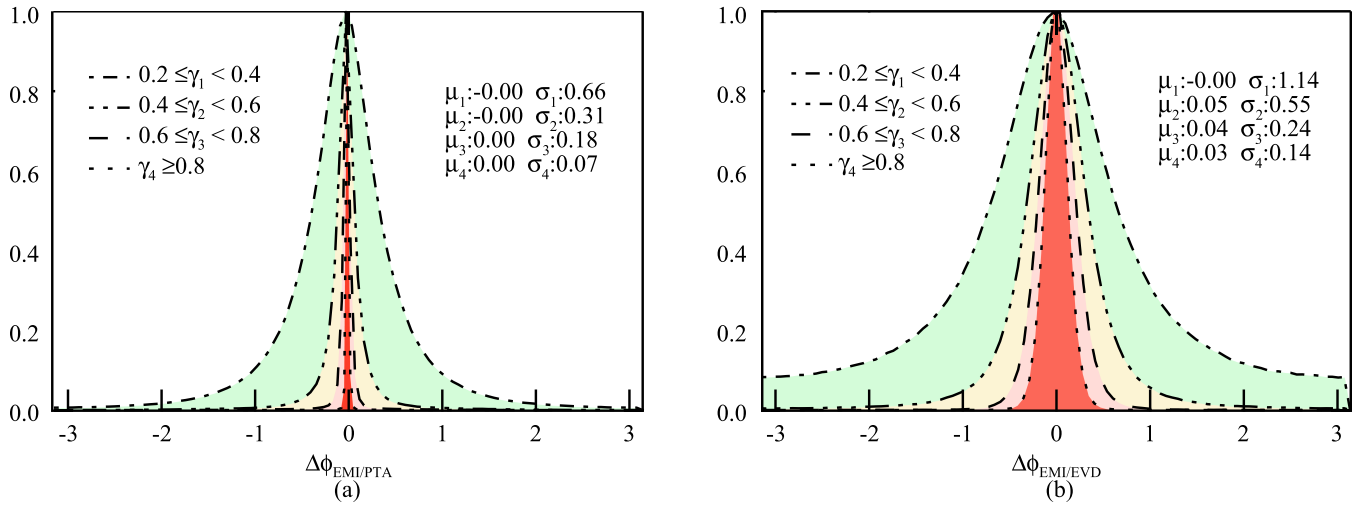 1.0
0.8
0.6
0.4
0.2
0.0
0.2 ≤γ₁ < 0.4
0.4 ≤γ₂ < 0.6
0.6 ≤γ₃ < 0.8
γ₄ ≥0.8
μ₁:-0.00 σ₁:0.66
μ₂:-0.00 σ₂:0.31
μ₃:0.00 σ₃:0.18
μ₄:0.00 σ₄:0.07
-3 -2 -1 0 1 2 3
Δϕ_EMI/PTA
(a)
1.0
0.8
0.6
0.4
0.2
0.0
0.2 ≤γ₁ < 0.4
0.4 ≤γ₂ < 0.6
0.6 ≤γ₃ < 0.8
γ₄ ≥0.8
μ₁:-0.00 σ₁:1.14
μ₂:0.05 σ₂:0.55
μ₃:0.04 σ₃:0.24
μ₄:0.03 σ₄:0.14
-3 -2 -1 0 1 2 3
Δϕ_EMI/EVD
(b)